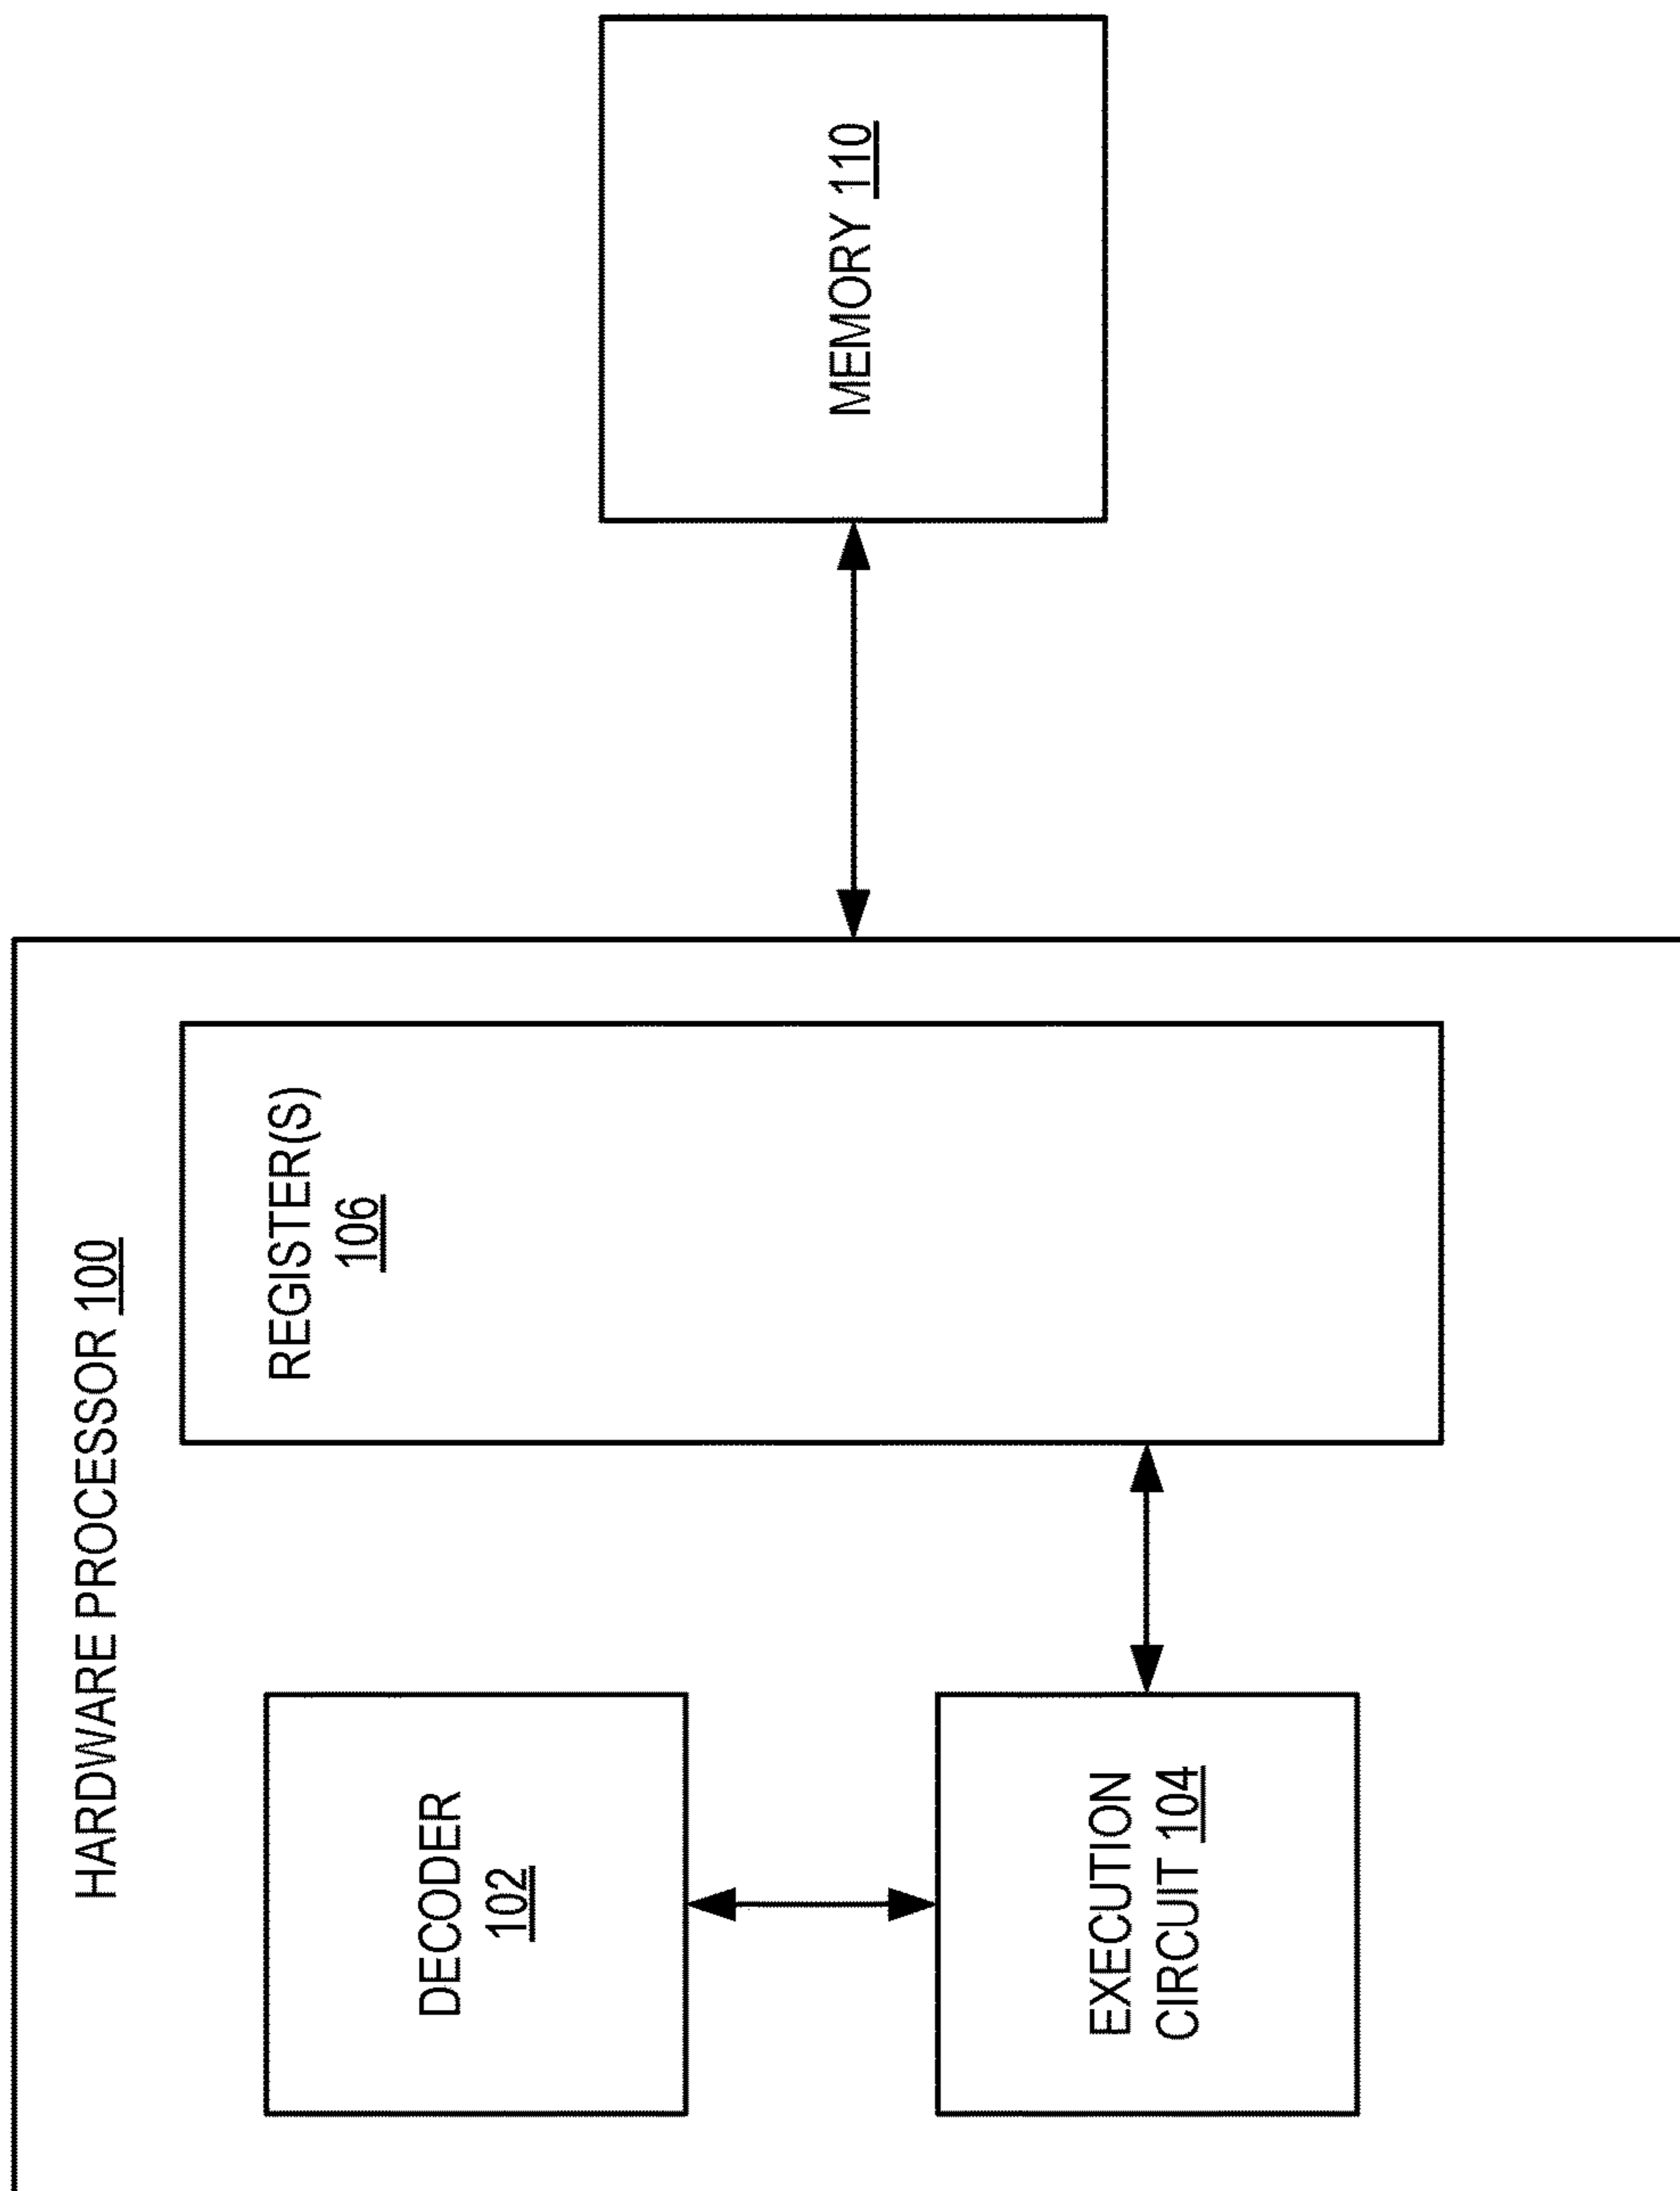 HARDWARE PROCESSOR 100
DECODER
102
REGISTER(S)
106
EXECUTION
CIRCUIT 104
MEMORY 110